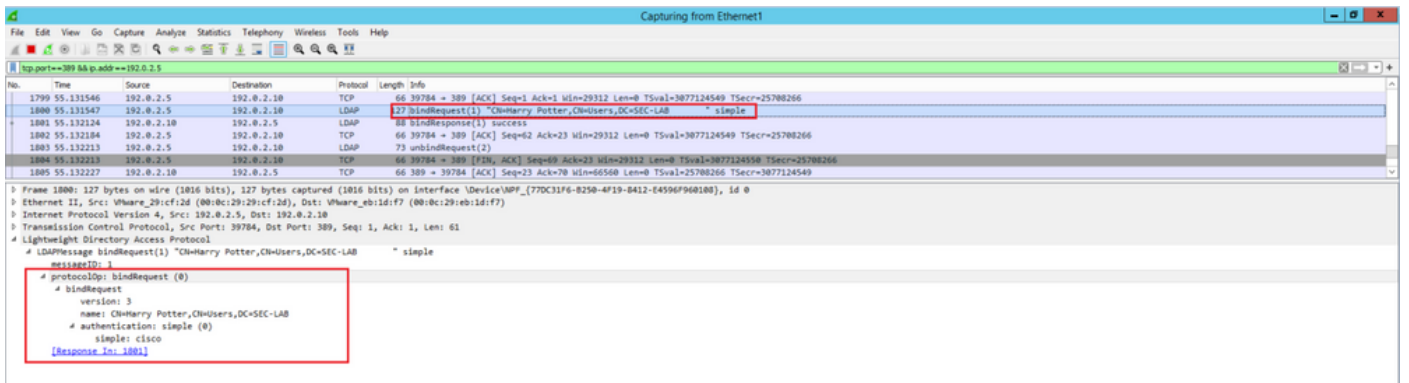 Capturing from Ethernet1
File Edit View Go Capture Analyze Statistics Telephony Wireless Tools Help
tcp.port==389 && ip.addr==192.0.2.5
No. Time Source Destination Protocol Length Info
1799 55.131546 192.0.2.5 192.0.2.10 TCP 66 39784 → 389 [ACK] Seq=1 Ack=1 Win=29312 Len=0 TSval=3077124549 TSecr=25708266
1800 55.131547 192.0.2.5 192.0.2.10 LDAP 127 bindRequest(1) "CN=Harry Potter,CN=Users,DC=SEC-LAB " simple
1801 55.132124 192.0.2.10 192.0.2.5 LDAP 88 bindResponse(1) success
1802 55.132184 192.0.2.5 192.0.2.10 TCP 66 39784 → 389 [ACK] Seq=62 Ack=23 Win=29312 Len=0 TSval=3077124549 TSecr=25708266
1803 55.132213 192.0.2.5 192.0.2.10 LDAP 73 unbindRequest(2)
1804 55.132213 192.0.2.5 192.0.2.10 TCP 66 39784 → 389 [FIN, ACK] Seq=69 Ack=23 Win=29312 Len=0 TSval=3077124550 TSecr=25708266
1805 55.132227 192.0.2.10 192.0.2.5 TCP 66 389 → 39784 [ACK] Seq=23 Ack=70 Win=66560 Len=0 TSval=25708266 TSecr=3077124549
Frame 1800: 127 bytes on wire (1016 bits), 127 bytes captured (1016 bits) on interface \Device\NPF_{77DC31F6-B250-4F19-8412-E4596F960108}, id 0
Ethernet II, Src: VMware_29:cf:2d (00:0c:29:29:cf:2d), Dst: VMware_eb:1d:f7 (00:0c:29:eb:1d:f7)
Internet Protocol Version 4, Src: 192.0.2.5, Dst: 192.0.2.10
Transmission Control Protocol, Src Port: 39784, Dst Port: 389, Seq: 1, Ack: 1, Len: 61
Lightweight Directory Access Protocol
LDAPMessage bindRequest(1) "CN=Harry Potter,CN=Users,DC=SEC-LAB " simple
messageID: 1
protocolOp: bindRequest (0)
bindRequest
version: 3
name: CN=Harry Potter,CN=Users,DC=SEC-LAB
authentication: simple (0)
simple: cisco
[Response In: 1801]